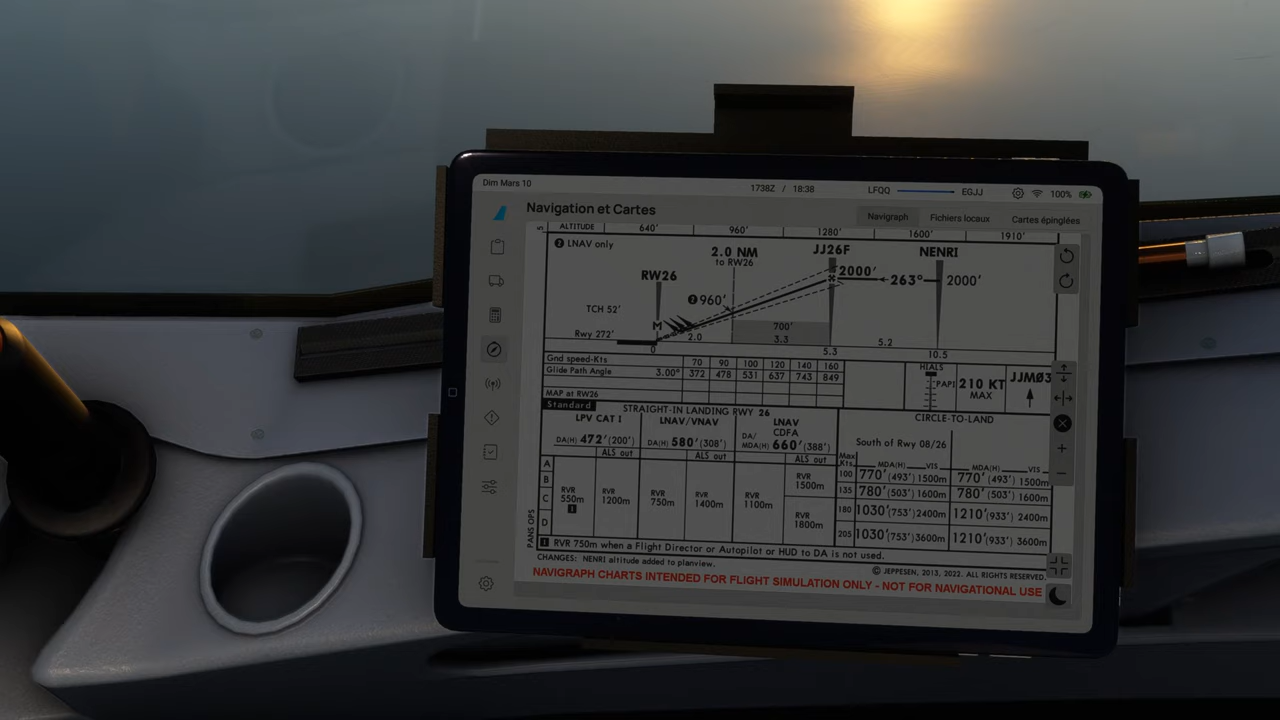 Dim Mars 10
1738Z / 18:38
LFQQ EGJJ
100%
Navigation et Cartes
Navigraph
Fichiers locaux
Cartes épinglées
ALTITUDE 640' 960' 1280' 1600' 1910'
2 LNAV only
2.0 NM
to RW26
JJ26F
NENRI
RW26
2000'
263°
2000'
2 960'
TCH 52'
M
700'
Rwy 272'
2.0
3.3
5.2
0
5.3
10.5
Gnd speed-Kts 70 90 100 120 140 160
Glide Path Angle 3.00° 372 478 531 637 743 849
MAP at RW26
HIALS
PAPI
210 KT
MAX
JJM03
Standard
STRAIGHT-IN LANDING RWY 26
CIRCLE-TO-LAND
LPV CAT I
LNAV/VNAV
LNAV
CDFA
DA(H) 472'(200')
DA(H) 580'(308')
DA/
MDA(H) 660'(388')
South of Rwy 08/26
ALS out
ALS out
ALS out
Max
Kts
MDA(H) VIS
MDA(H) VIS
A
B
C
D
RVR
550m
1
RVR
1200m
RVR
750m
RVR
1400m
RVR
1100m
RVR
1500m
RVR
1800m
100 770'(493') 1500m 770'(493') 1500m
135 780'(503') 1600m 780'(503') 1600m
180 1030'(753') 2400m 1210'(933') 2400m
205 1030'(753') 3600m 1210'(933') 3600m
PANS OPS
1 RVR 750m when a Flight Director or Autopilot or HUD to DA is not used.
CHANGES: NENRI altitude added to planview.
© JEPPESEN, 2013, 2022. ALL RIGHTS RESERVED.
NAVIGRAPH CHARTS INTENDED FOR FLIGHT SIMULATION ONLY - NOT FOR NAVIGATIONAL USE